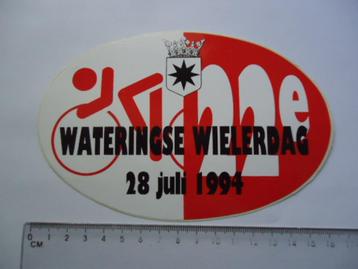 22e
WATERINGSE WIELERDAG
28 juli 1994
0 1 2 3 4 5 6 7 8 9 10 11 12 13 14 15 16
CM